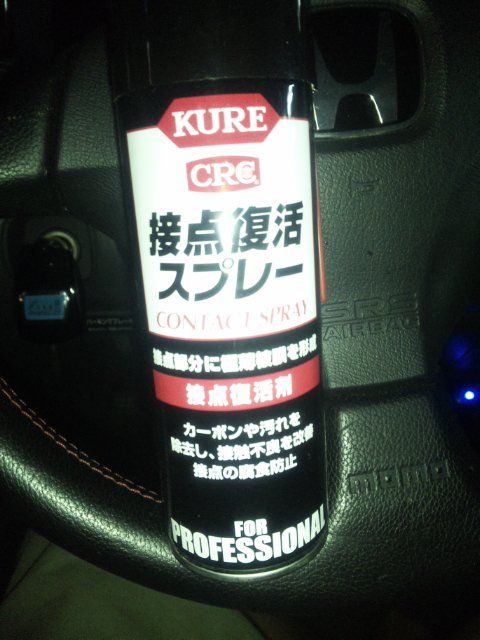 KURE
CRC
接点復活
スプレー
CONTACT SPRAY
接点部分に極薄被膜を形成
接点復活剤
カーボンや汚れを
除去し、接触不良を改善
接点の腐食防止
FOR
PROFESSIONAL
SRS
AIRBAG
momo